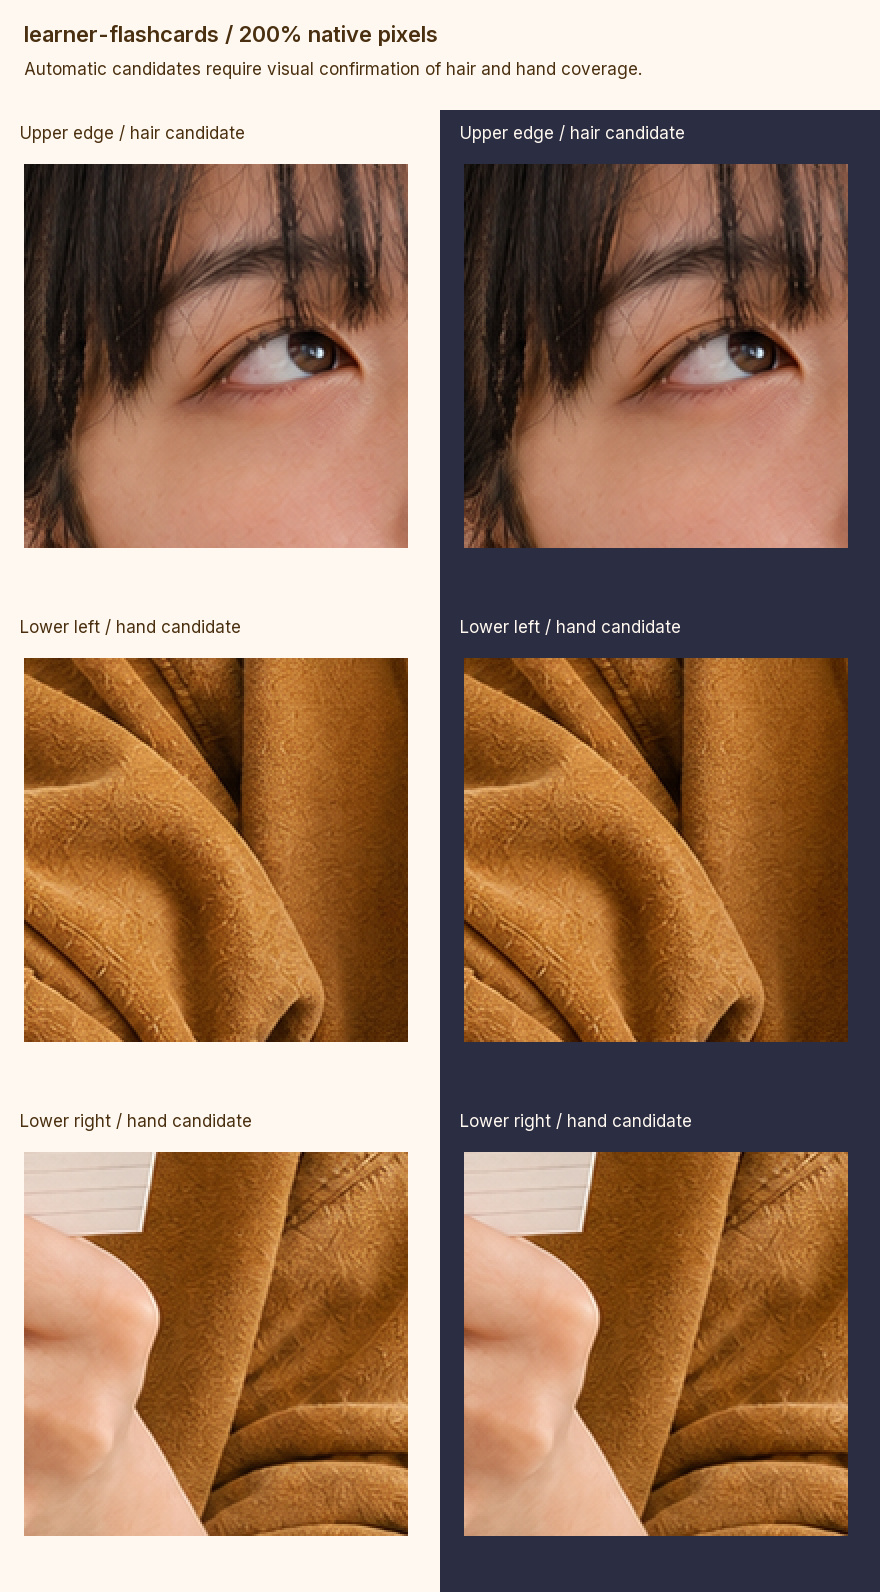 learner-flashcards / 200% native pixels
Automatic candidates require visual confirmation of hair and hand coverage.
Upper edge / hair candidate
Upper edge / hair candidate
Lower left / hand candidate
Lower left / hand candidate
Lower right / hand candidate
Lower right / hand candidate